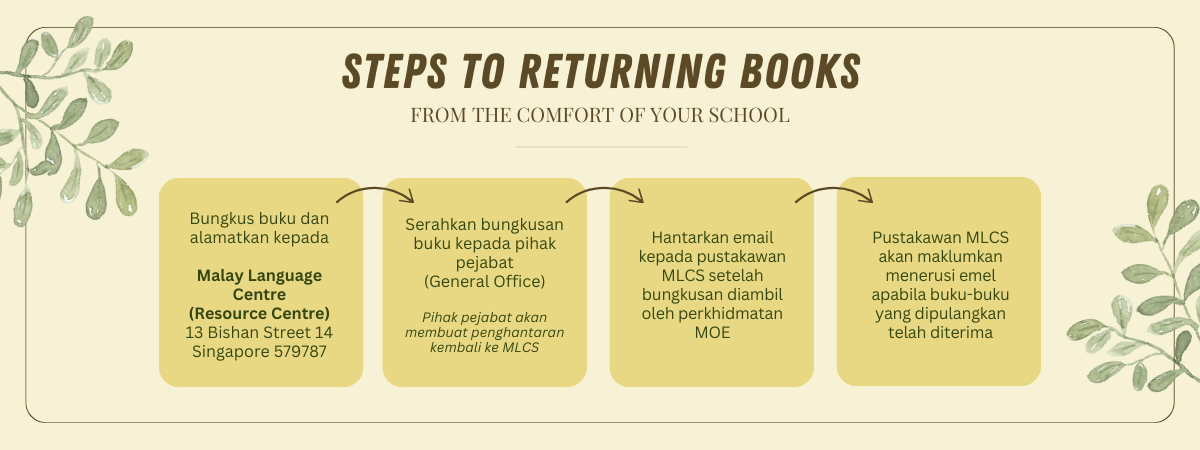 STEPS TO RETURNING BOOKS
FROM THE COMFORT OF YOUR SCHOOL
Bungkus buku dan
alamatkan kepada
Malay Language
Centre
(Resource Centre)
13 Bishan Street 14
Singapore 579787
Serahkan bungkusan
buku kepada pihak
pejabat
(General Office)
Pihak pejabat akan
membuat penghantaran
kembali ke MLCS
Hantarkan email
kepada pustakawan
MLCS setelah
bungkusan diambil
oleh perkhidmatan
MOE
Pustakawan MLCS
akan maklumkan
menerusi emel
apabila buku-buku
yang dipulangkan
telah diterima